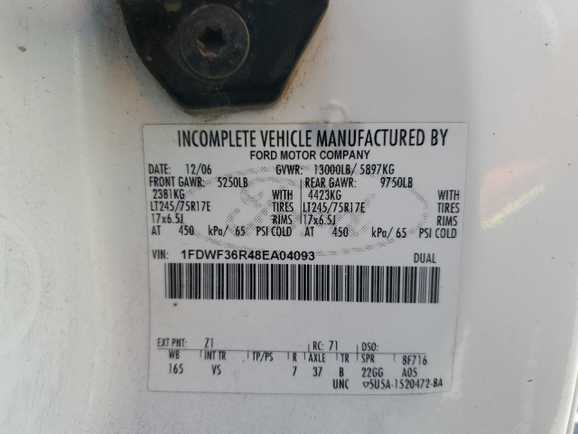 INCOMPLETE VEHICLE MANUFACTURED BY
FORD MOTOR COMPANY
DATE: 12/06 GVWR: 13000LB/ 5897KG
FRONT GAWR: 5250LB REAR GAWR: 9750LB
2381KG WITH 4423KG WITH
LT245/75R17E TIRES LT245/75R17E TIRES
17x6.5J RIMS 17x6.5J RIMS
AT 450 kPa/ 65 PSI COLD AT 450 kPa/ 65 PSI COLD
VIN: 1FDWF36R48EA04093 DUAL
EXT PNT: Z1 RC: 71 DSO:
WB INT TR TP/PS R AXLE TR SPR 8F716
165 VS 7 37 B 22GG A05
UNC 5U5A-1520472-BA